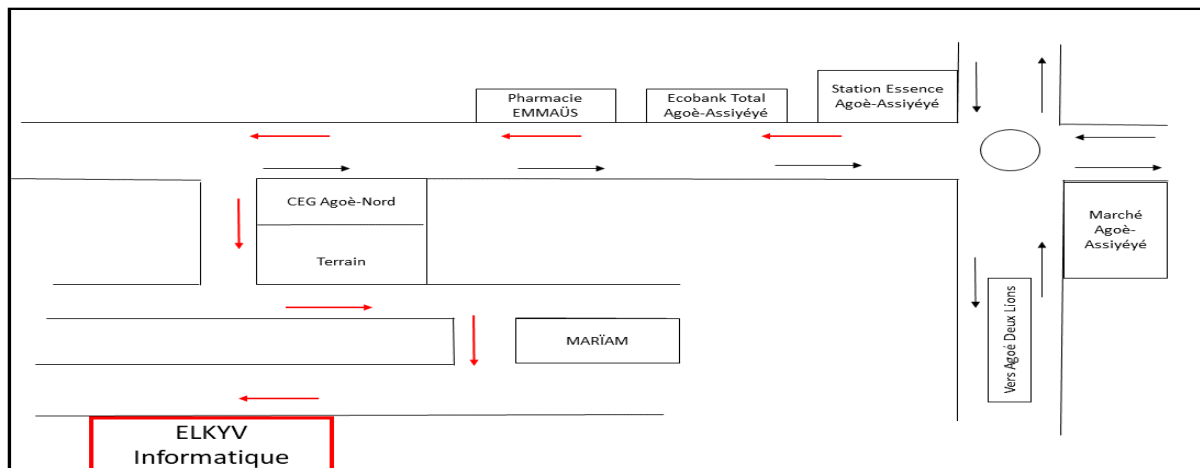 Pharmacie
EMMAÜS
Ecobank Total
Agoè-Assiyéyé
Station Essence
Agoè-Assiyéyé
CEG Agoè-Nord
Terrain
Marché
Agoè-
Assiyéyé
MARÏAM
Vers Agoé Deux Lions
ELKYV
Informatique